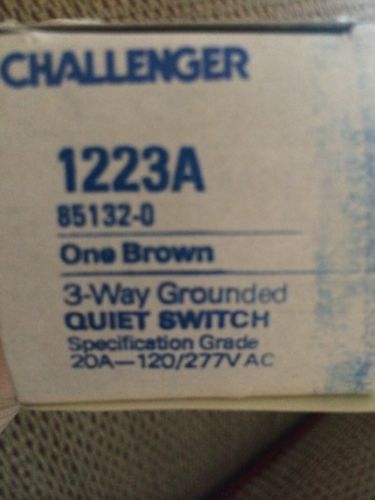 CHALLENGER
1223A
85132-0
One Brown
3-Way Grounded
QUIET SWITCH
Specification Grade
20A—120/277V AC